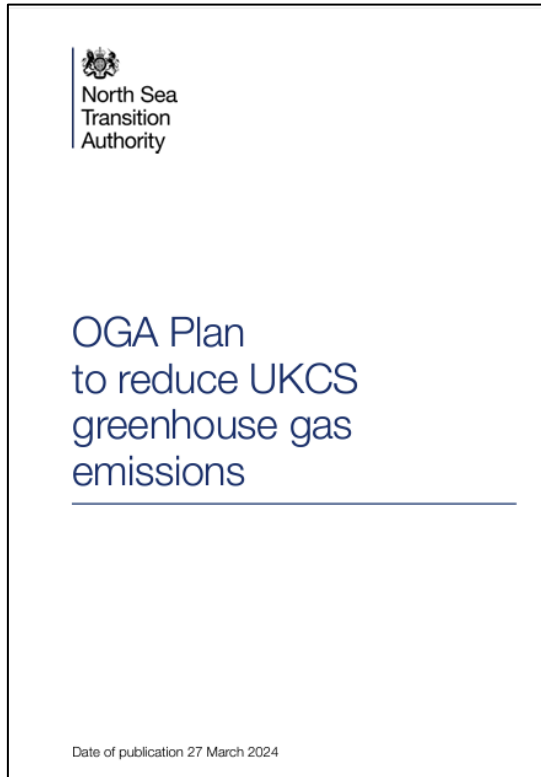 North Sea
Transition
Authority
OGA Plan
to reduce UKCS
greenhouse gas
emissions
Date of publication 27 March 2024